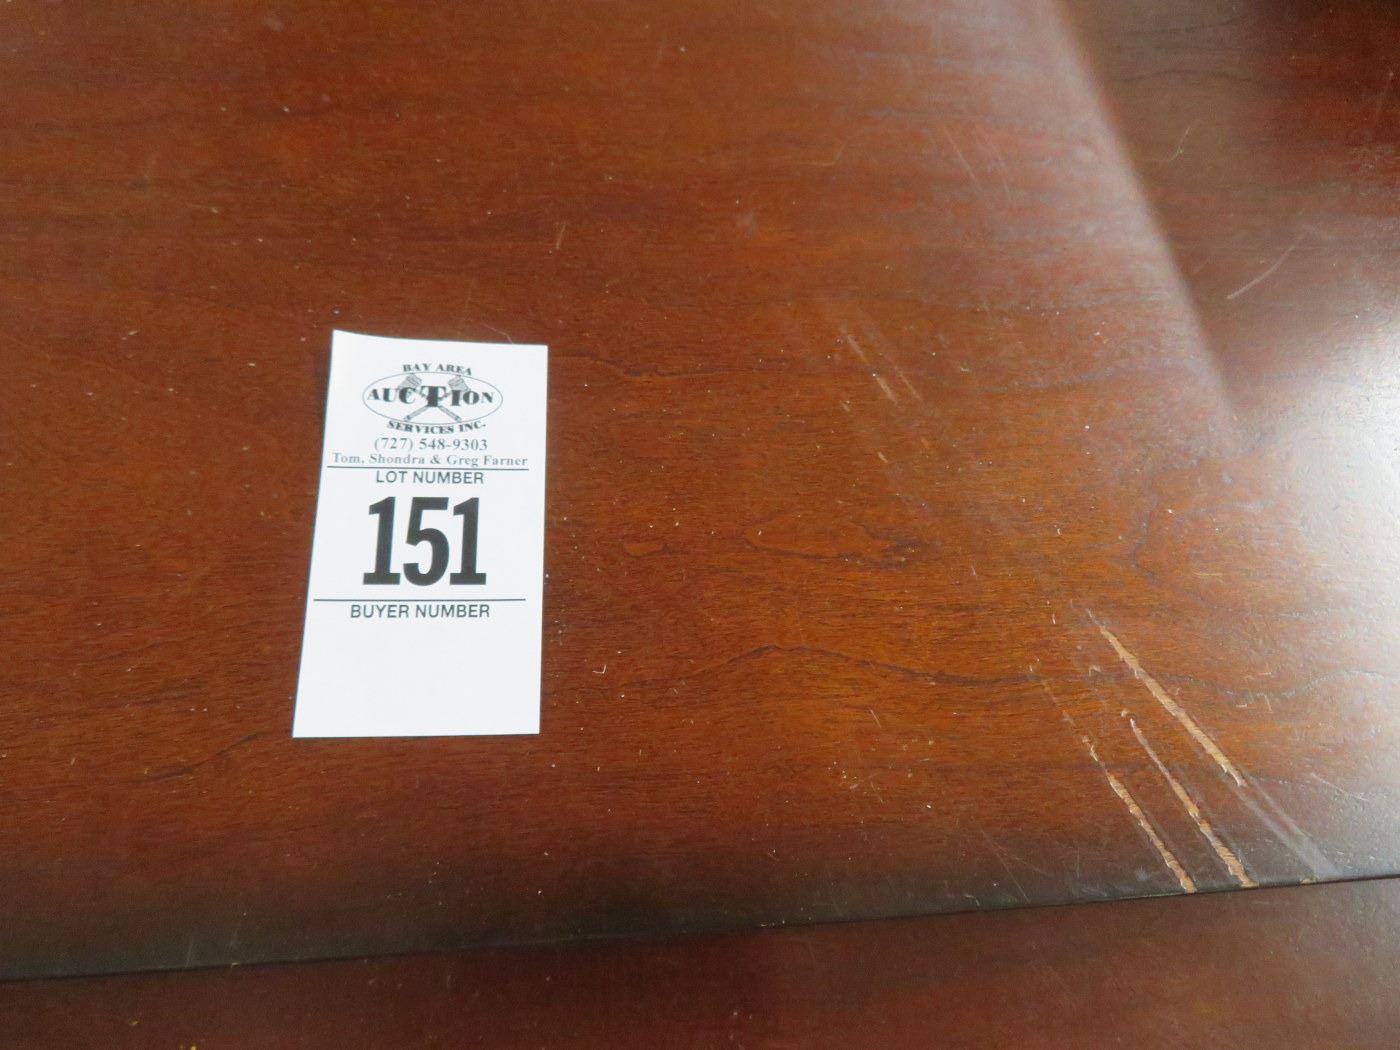 BAY AREA
AUCTION
SERVICES INC.
(727) 548-9303
Tom, Shondra & Greg Farner
LOT NUMBER
151
BUYER NUMBER